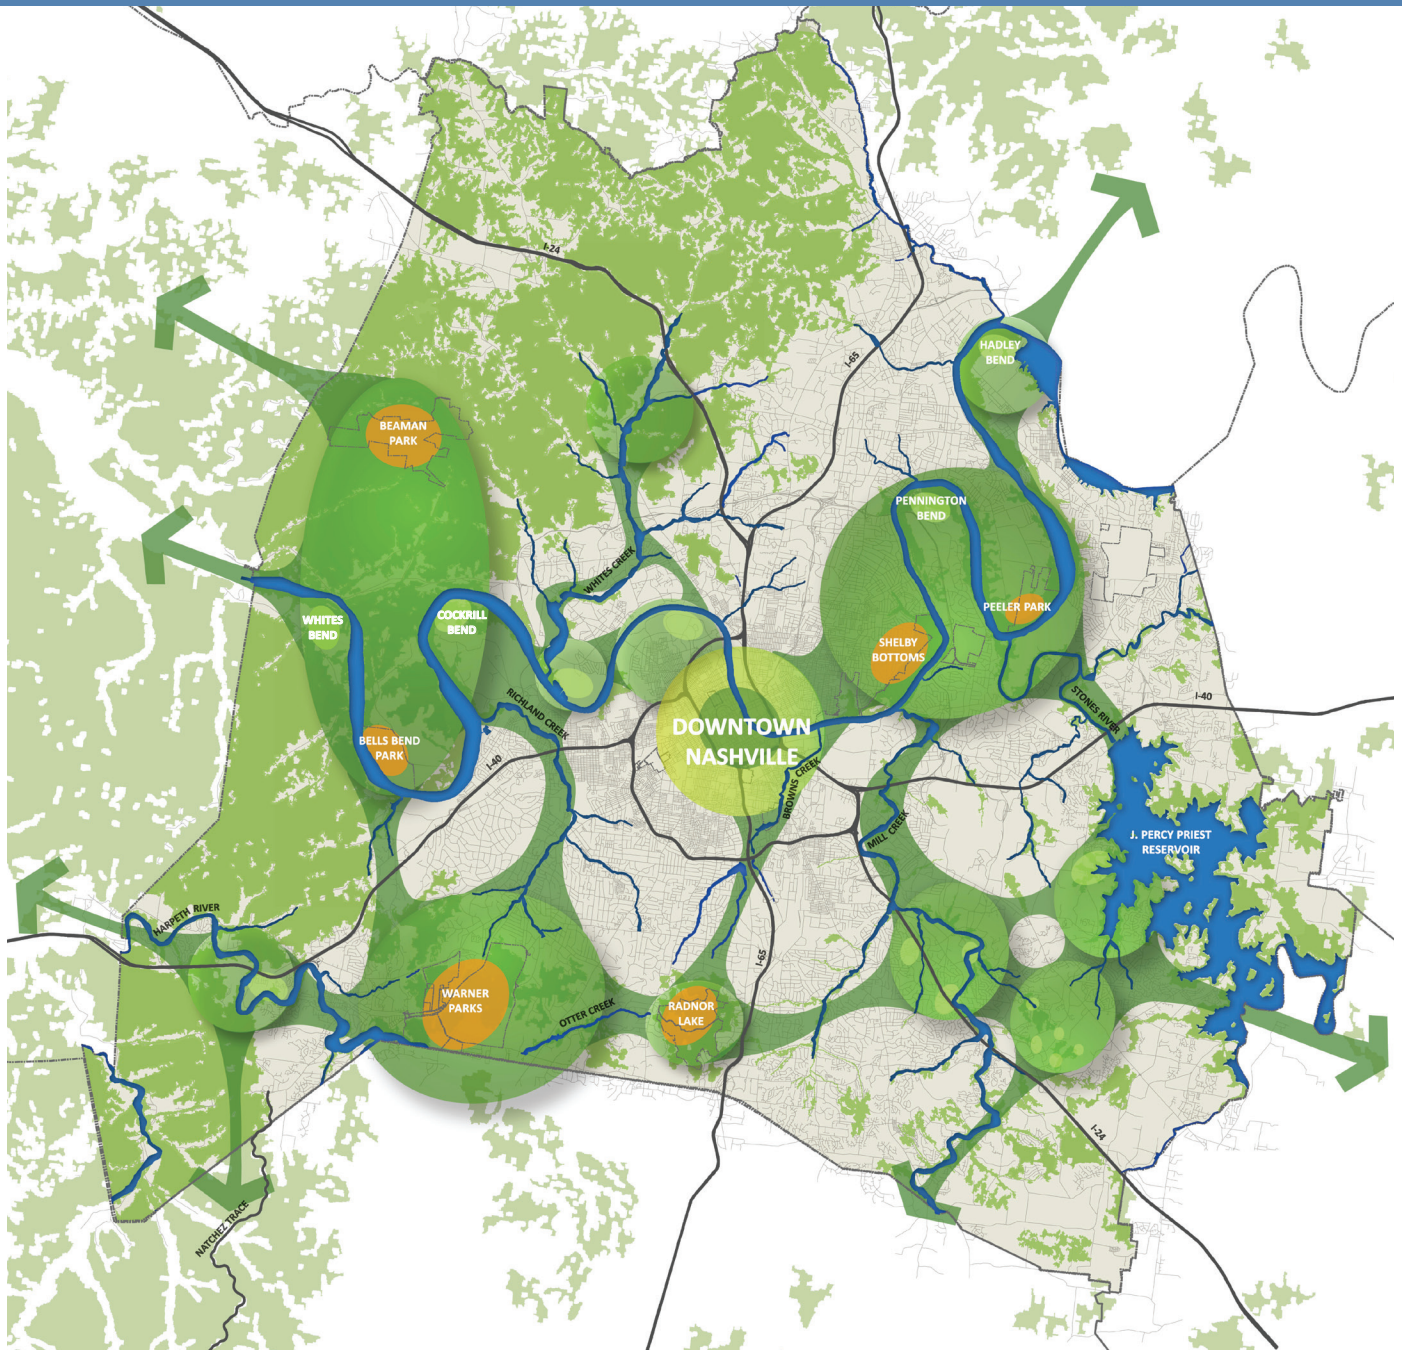 I-24
HADLEY
BEND
I-65
BEAMAN
PARK
PENNINGTON
BEND
WHITES CREEK
WHITES
BEND
COCKRILL
BEND
PEELER PARK
SHELBY
BOTTOMS
STONES RIVER
I-40
RICHLAND CREEK
DOWNTOWN
NASHVILLE
BELLS BEND
PARK
I-40
BROWNS CREEK
MILL CREEK
J. PERCY PRIEST
RESERVOIR
HARPETH RIVER
I-65
WARNER
PARKS
OTTER CREEK
RADNOR
LAKE
I-24
NATCHEZ TRACE